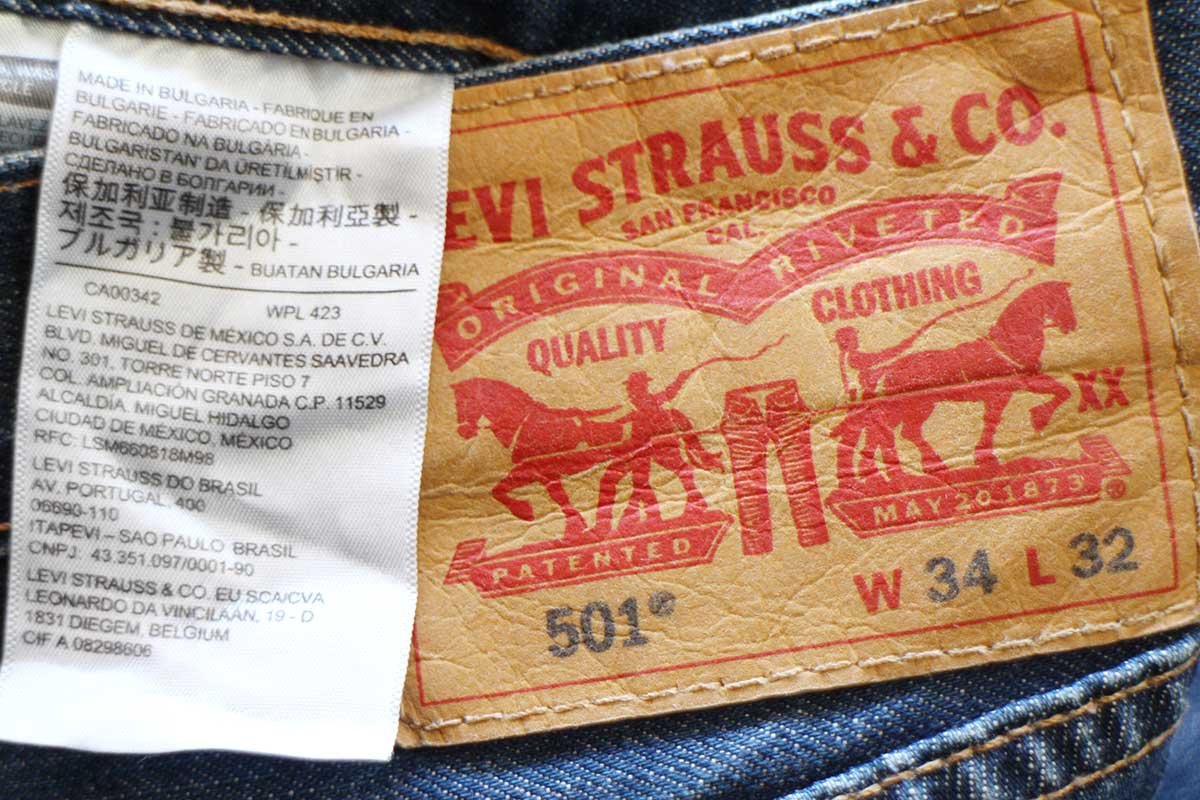 MADE IN BULGARIA - FABRIQUE EN
BULGARIE - FABRICADO EN BULGARIA -
FABRICADO NA BULGÁRIA -
BULGARISTAN' DA ÜRETILMIŞTIR -
СДЕЛАНО В БОЛГАРИИ -
保加利亚制造 - 保加利亞製 -
제조국 : 불가리아 -
ブルガリア製 - BUATAN BULGARIA
CA00342 WPL 423
LEVI STRAUSS DE MÉXICO S.A. DE C.V.
BLVD. MIGUEL DE CERVANTES SAAVEDRA
NO. 301, TORRE NORTE PISO 7
COL. AMPLIACIÓN GRANADA C.P. 11529
ALCALDÍA. MIGUEL HIDALGO
CIUDAD DE MÉXICO, MÉXICO
RFC: LSM660818M98
LEVI STRAUSS DO BRASIL
AV. PORTUGAL, 400
06690-110
ITAPEVI – SAO PAULO BRASIL
CNPJ: 43.351.097/0001-90
LEVI STRAUSS & CO. EU SCA/CVA
LEONARDO DA VINCILAAN, 19 - D
1831 DIEGEM, BELGIUM
CIF A 08298606
LEVI STRAUSS & CO.
SAN FRANCISCO
CAL.
ORIGINAL RIVETED
QUALITY CLOTHING
XX
PATENTED MAY 20 1873 ®
501® W 34 L 32